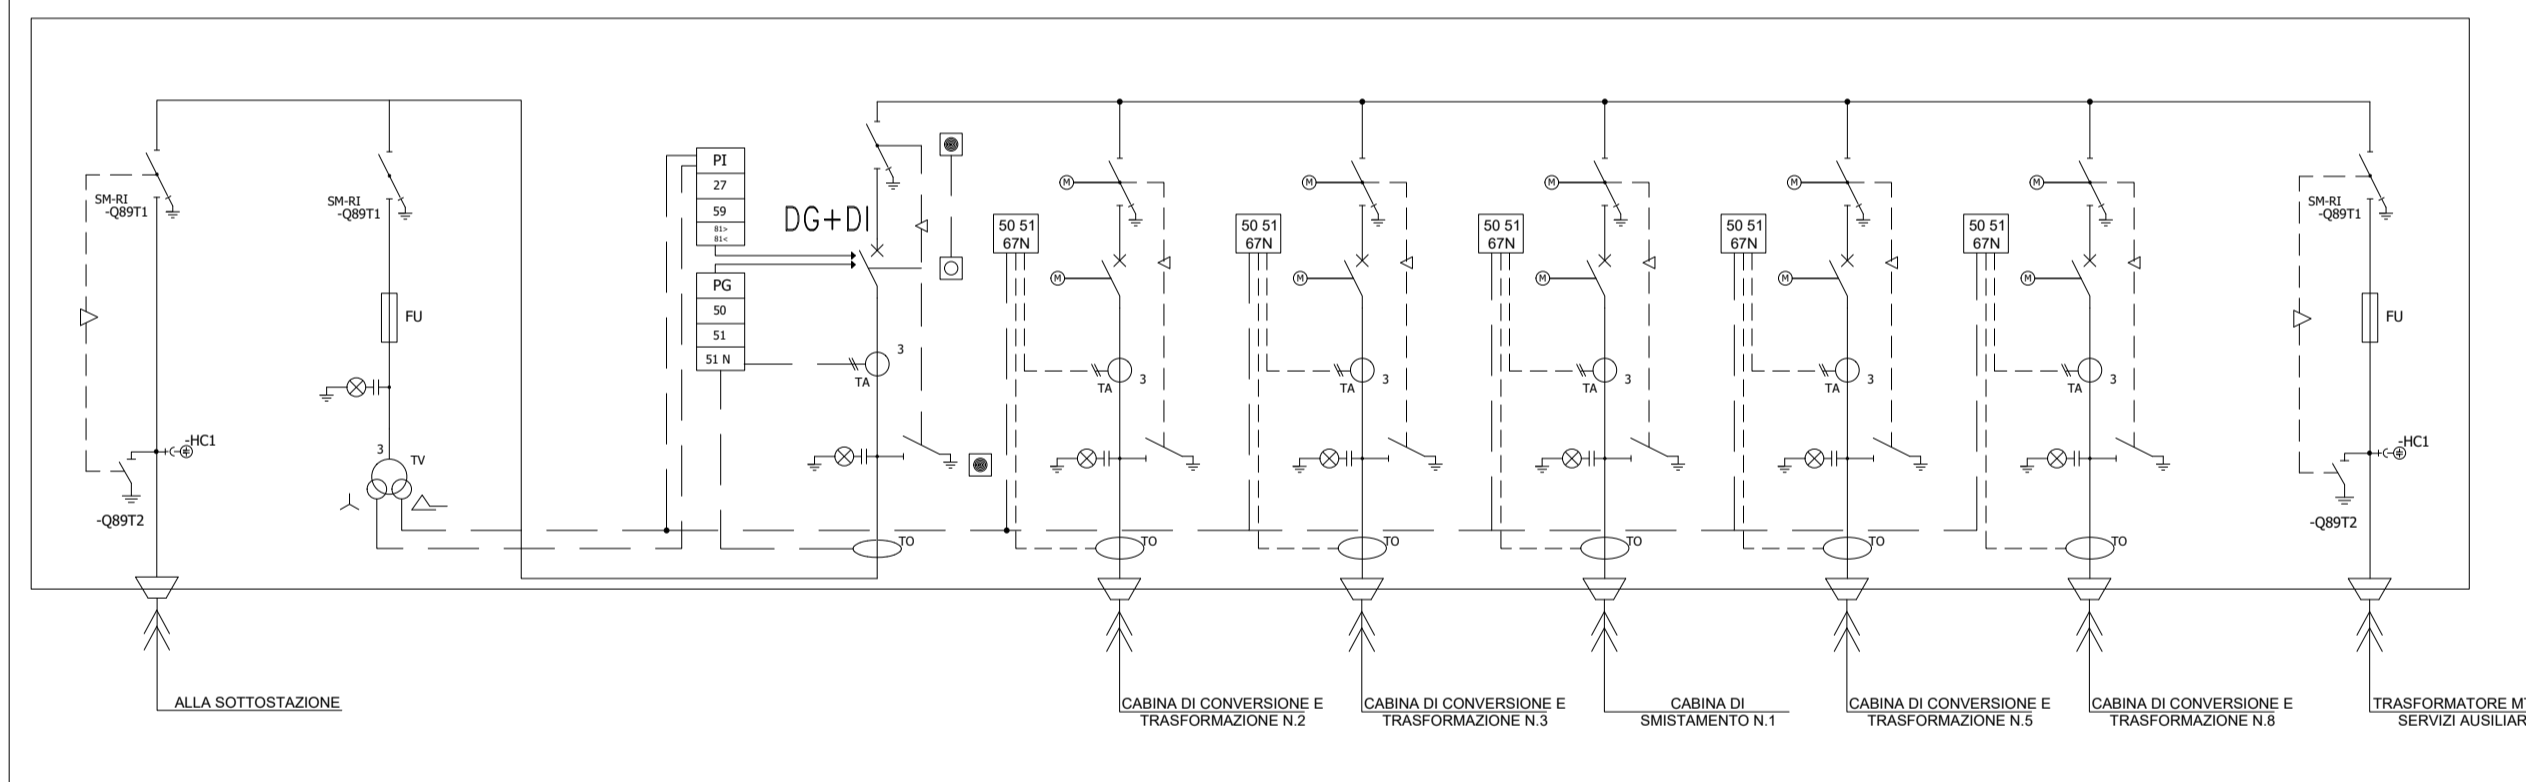 SM-RI
-Q89T1
-HC1
-Q89T2
ALLA SOTTOSTAZIONE
SM-RI
-Q89T1
FU
3
TV
PI
27
59
81>
81<
PG
50
51
51 N
DG+DI
3
TA
TO
50 51
67N
M
M
TA
3
TO
CABINA DI CONVERSIONE E
TRASFORMAZIONE N.2
50 51
67N
M
M
TA
3
TO
CABINA DI CONVERSIONE E
TRASFORMAZIONE N.3
50 51
67N
M
M
TA
3
TO
CABINA DI
SMISTAMENTO N.1
50 51
67N
M
M
TA
3
TO
CABINA DI CONVERSIONE E
TRASFORMAZIONE N.5
50 51
67N
M
M
TA
3
TO
CABINA DI CONVERSIONE E
TRASFORMAZIONE N.8
SM-RI
-Q89T1
FU
-HC1
-Q89T2
TRASFORMATORE
SERVIZI